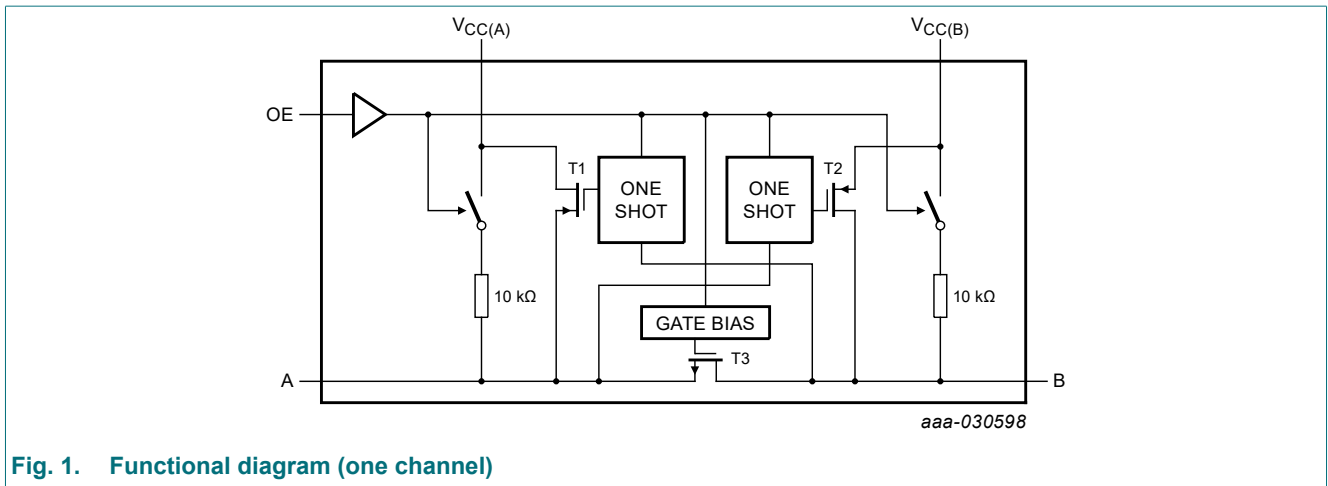 VCC(A)
VCC(B)
OE
T1
ONE
SHOT
ONE
SHOT
T2
10 kΩ
10 kΩ
GATE BIAS
T3
A
B
aaa-030598
Fig. 1. Functional diagram (one channel)